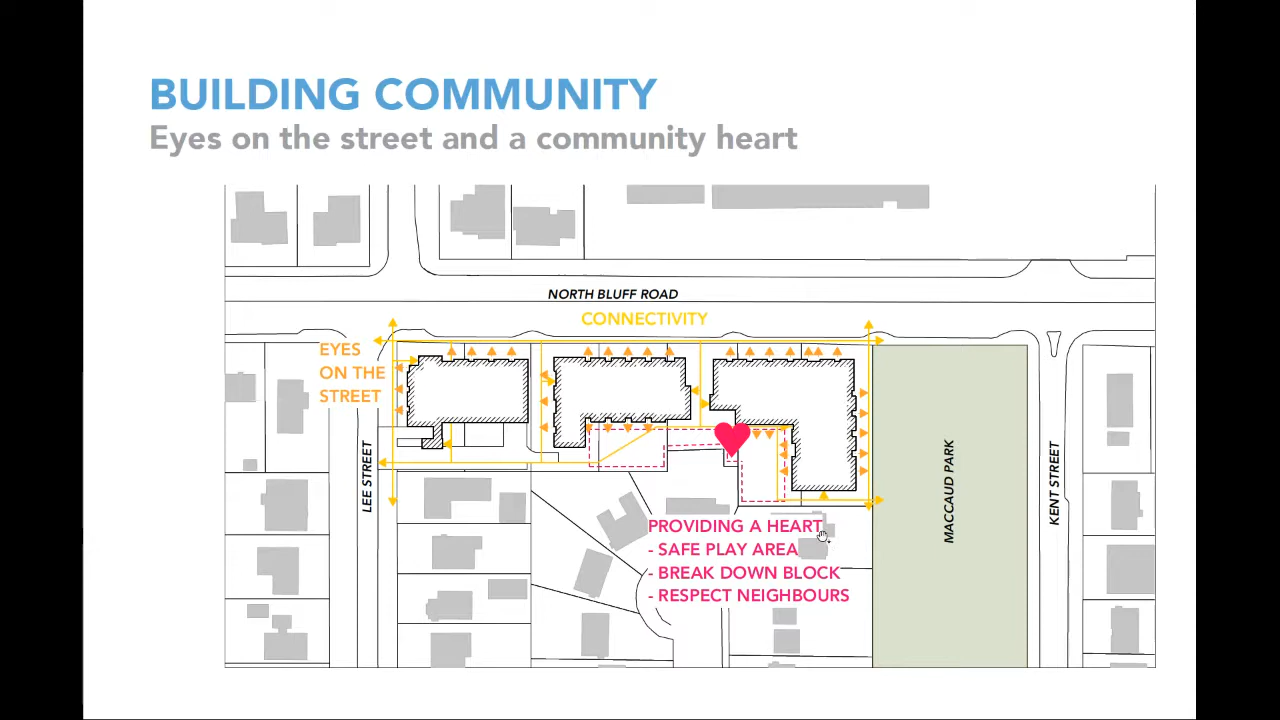 BUILDING COMMUNITY
Eyes on the street and a community heart
NORTH BLUFF ROAD
CONNECTIVITY
EYES
ON THE
STREET
LEE STREET
MACCAUD PARK
KENT STREET
PROVIDING A HEART
- SAFE PLAY AREA
- BREAK DOWN BLOCK
- RESPECT NEIGHBOURS